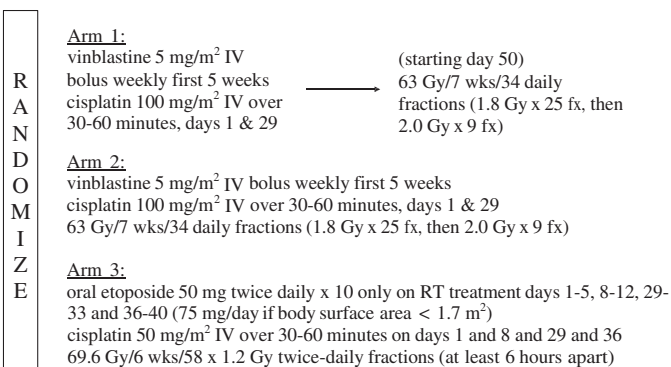 R
A
N
D
O
M
I
Z
E
Arm 1:
vinblastine 5 mg/m² IV
bolus weekly first 5 weeks
cisplatin 100 mg/m² IV over
30-60 minutes, days 1 & 29
(starting day 50)
63 Gy/7 wks/34 daily
fractions (1.8 Gy x 25 fx, then
2.0 Gy x 9 fx)
Arm 2:
vinblastine 5 mg/m² IV bolus weekly first 5 weeks
cisplatin 100 mg/m² IV over 30-60 minutes, days 1 & 29
63 Gy/7 wks/34 daily fractions (1.8 Gy x 25 fx, then 2.0 Gy x 9 fx)
Arm 3:
oral etoposide 50 mg twice daily x 10 only on RT treatment days 1-5, 8-12, 29-
33 and 36-40 (75 mg/day if body surface area < 1.7 m²)
cisplatin 50 mg/m² IV over 30-60 minutes on days 1 and 8 and 29 and 36
69.6 Gy/6 wks/58 x 1.2 Gy twice-daily fractions (at least 6 hours apart)